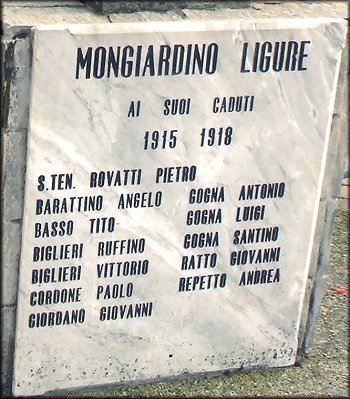 MONGIARDINO LIGURE
AI SUOI CADUTI
1915 1918
S.TEN. ROVATTI PIETRO
BARATTINO ANGELO
BASSO TITO
BIGLIERI RUFFINO
BIGLIERI VITTORIO
CORDONE PAOLO
GIORDANO GIOVANNI
GOGNA ANTONIO
GOGNA LUIGI
GOGNA SANTINO
RATTO GIOVANNI
REPETTO ANDREA